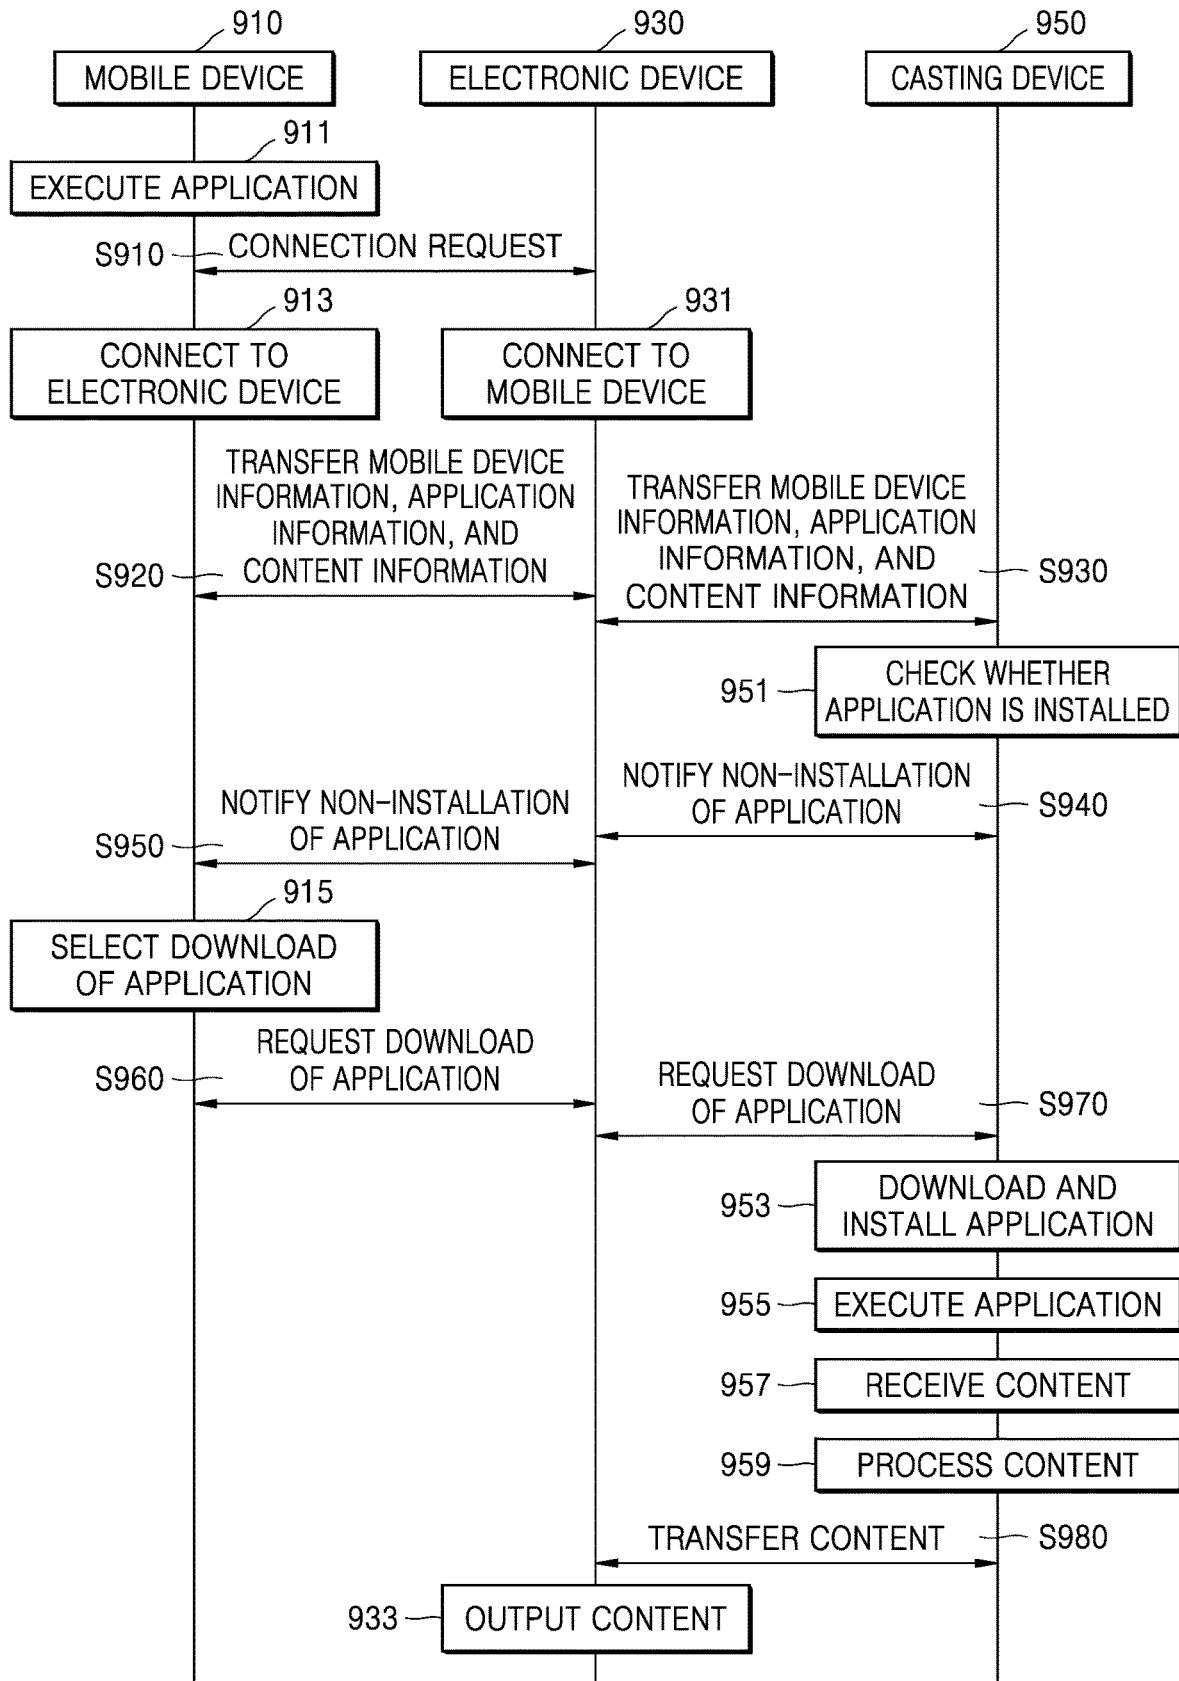 910
930
950
MOBILE DEVICE
ELECTRONIC DEVICE
CASTING DEVICE
911
EXECUTE APPLICATION
S910
CONNECTION REQUEST
913
931
CONNECT TO
ELECTRONIC DEVICE
CONNECT TO
MOBILE DEVICE
TRANSFER MOBILE DEVICE
INFORMATION, APPLICATION
INFORMATION, AND
CONTENT INFORMATION
S920
TRANSFER MOBILE DEVICE
INFORMATION, APPLICATION
INFORMATION, AND
CONTENT INFORMATION
S930
951
CHECK WHETHER
APPLICATION IS INSTALLED
NOTIFY NON-INSTALLATION
OF APPLICATION
S940
NOTIFY NON-INSTALLATION
OF APPLICATION
S950
915
SELECT DOWNLOAD
OF APPLICATION
REQUEST DOWNLOAD
OF APPLICATION
S960
REQUEST DOWNLOAD
OF APPLICATION
S970
953
DOWNLOAD AND
INSTALL APPLICATION
955
EXECUTE APPLICATION
957
RECEIVE CONTENT
959
PROCESS CONTENT
TRANSFER CONTENT
S980
933
OUTPUT CONTENT